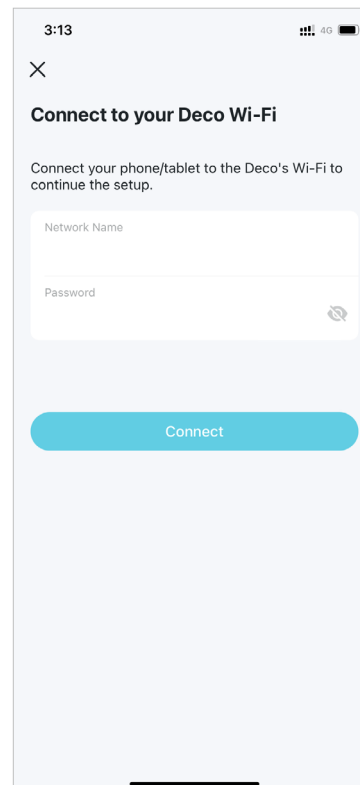 3:13
4G
Connect to your Deco Wi-Fi
Connect your phone/tablet to the Deco's Wi-Fi to
continue the setup.
Network Name
Password
Connect